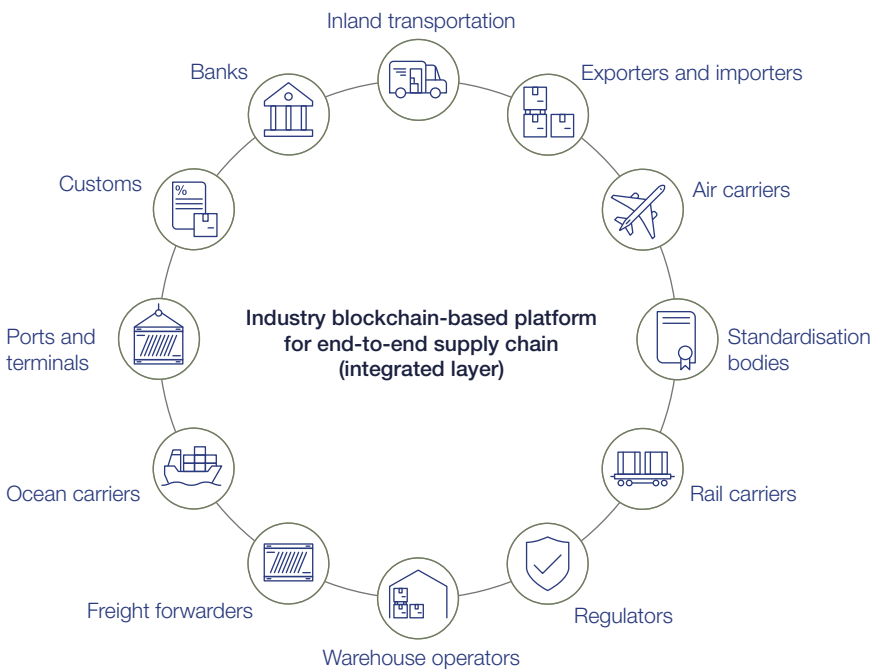 Inland transportation
Banks
Exporters and importers
Customs
%
Air carriers
Industry blockchain-based platform
for end-to-end supply chain
(integrated layer)
Ports and
terminals
Standardisation
bodies
Ocean carriers
Rail carriers
Freight forwarders
Regulators
Warehouse operators